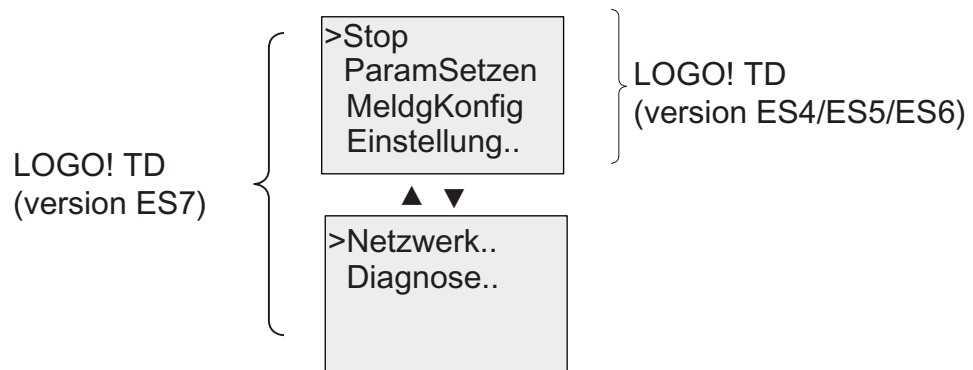 >Stop
ParamSetzen
MeldgKonfig
Einstellung..
LOGO! TD
(version ES4/ES5/ES6)
LOGO! TD
(version ES7)
>Netzwerk..
Diagnose..